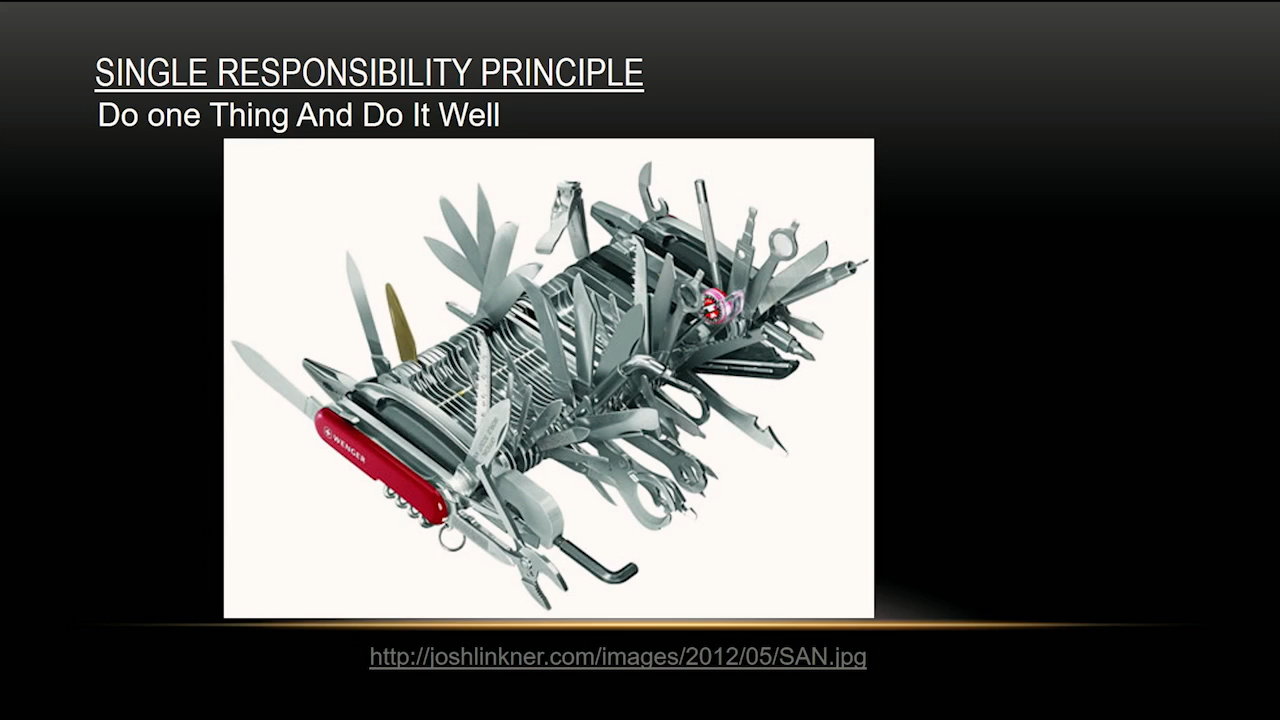 SINGLE RESPONSIBILITY PRINCIPLE
Do one Thing And Do It Well
WENGER
http://joshlinkner.com/images/2012/05/SAN.jpg